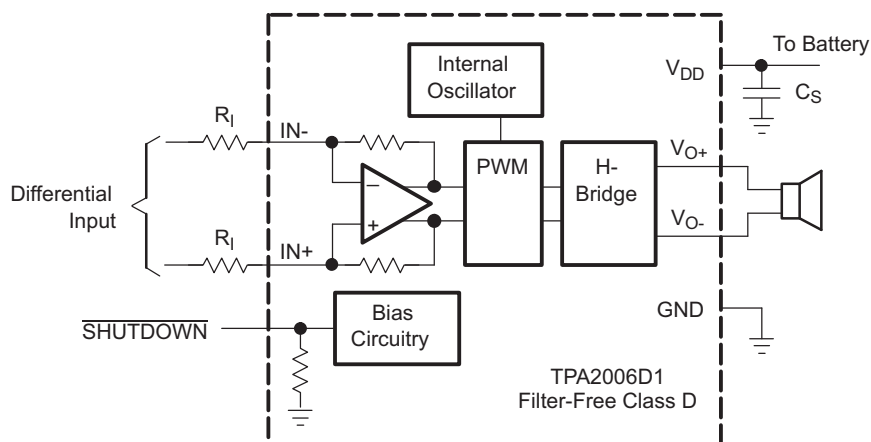 To Battery
Internal
Oscillator
VDD
CS
RI
IN-
VO+
PWM
H-
Bridge
–
Differential
Input
+
VO-
RI
IN+
GND
SHUTDOWN
Bias
Circuitry
TPA2006D1
Filter-Free Class D